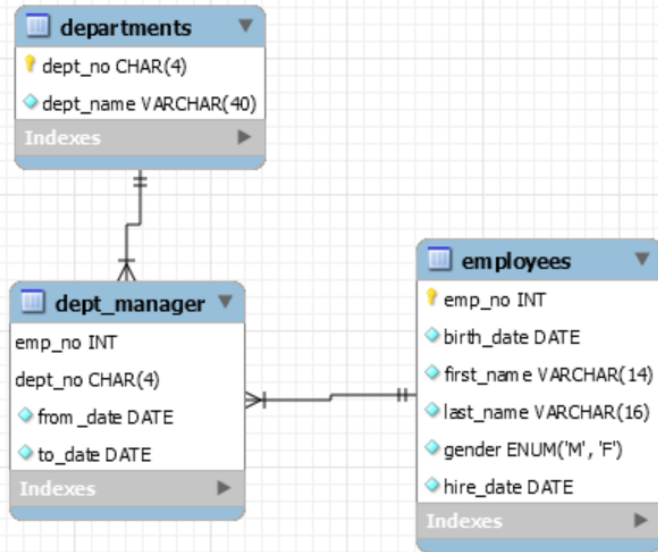 departments
dept_no CHAR(4)
dept_name VARCHAR(40)
Indexes
dept_manager
emp_no INT
dept_no CHAR(4)
from_date DATE
to_date DATE
Indexes
employees
emp_no INT
birth_date DATE
first_name VARCHAR(14)
last_name VARCHAR(16)
gender ENUM('M', 'F')
hire_date DATE
Indexes